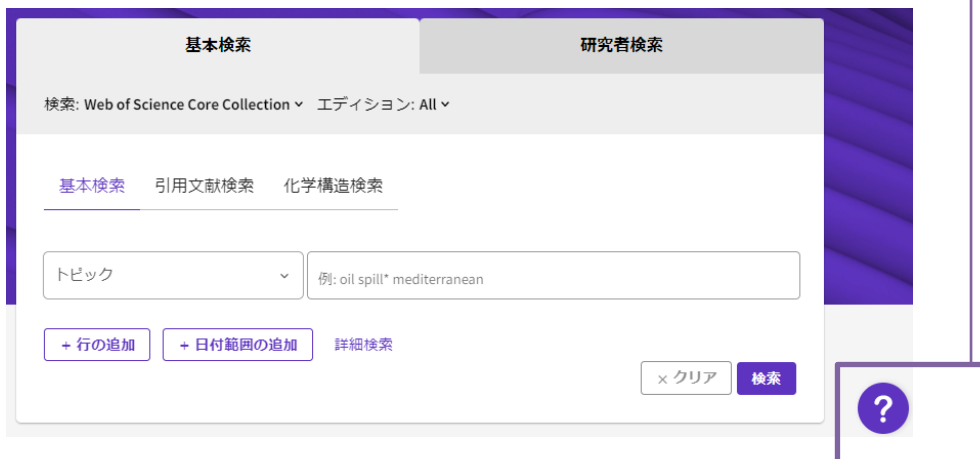 基本検索 研究者検索
検索: Web of Science Core Collection エディション: All
基本検索 引用文献検索 化学構造検索
トピック 例: oil spill* mediterranean
+ 行の追加 + 日付範囲の追加 詳細検索
× クリア 検索
?